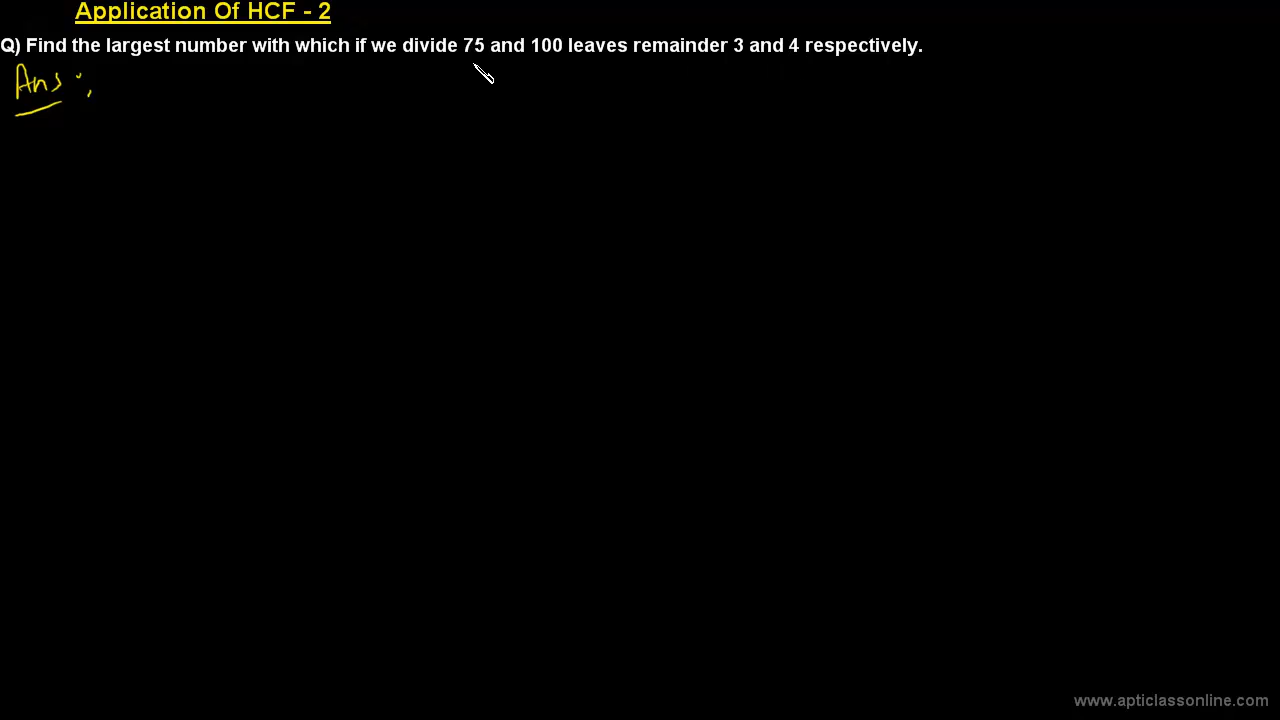 Application Of HCF - 2
Q) Find the largest number with which if we divide 75 and 100 leaves remainder 3 and 4 respectively.
Ans :,
www.apticlassonline.com